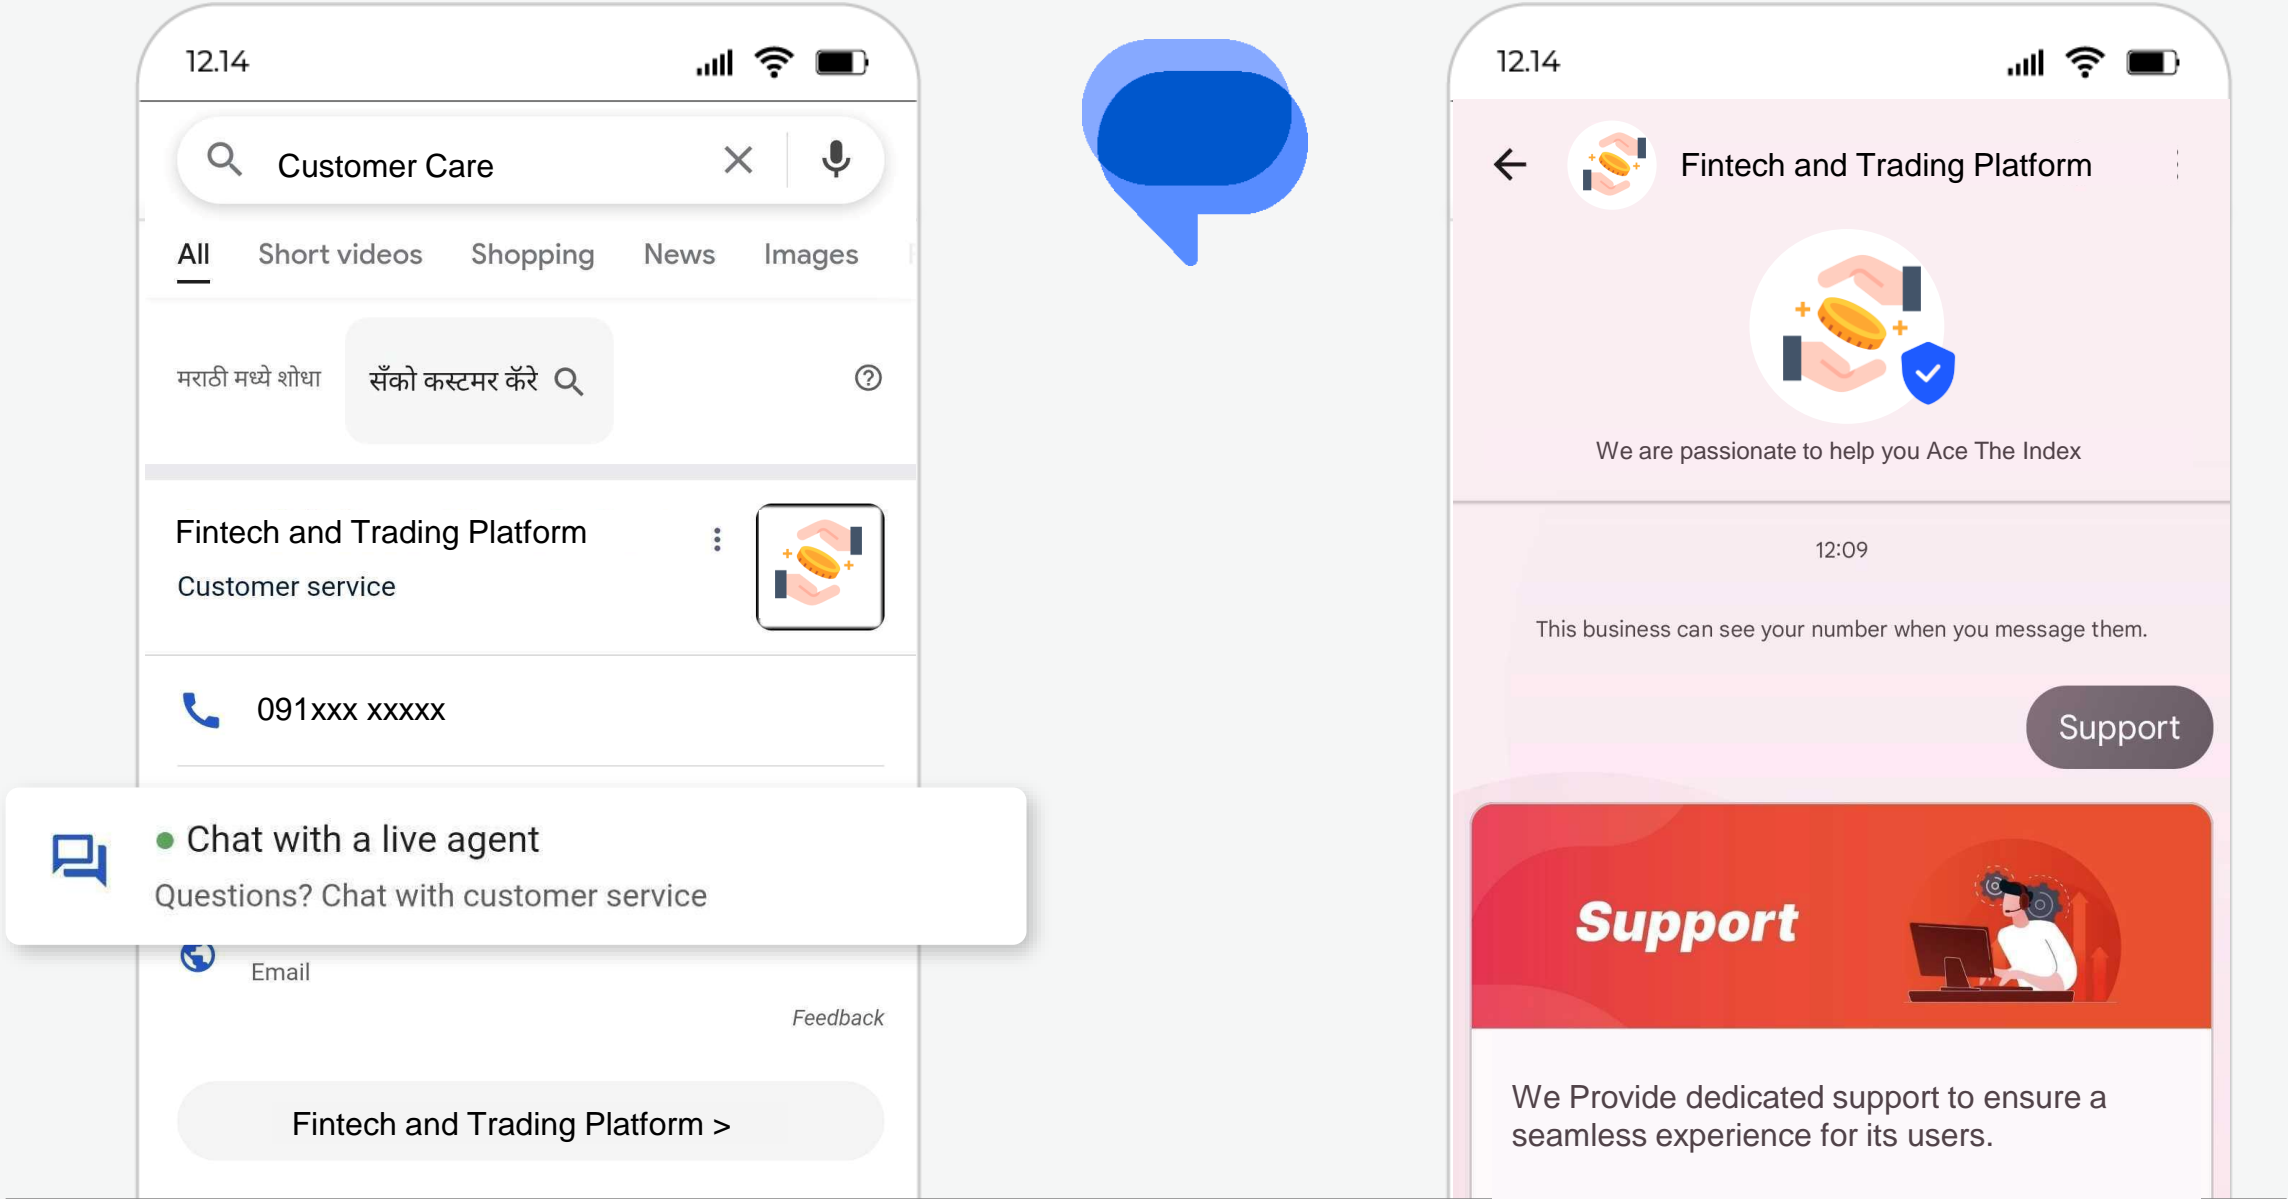 12.14
Customer Care
All Short videos Shopping News Images
मराठी मध्ये शोधा
सँको कस्टमर कॅरे
Fintech and Trading Platform
Customer service
091xxx xxxxx
Chat with a live agent
Questions? Chat with customer service
Email
Feedback
Fintech and Trading Platform >
12.14
Fintech and Trading Platform
We are passionate to help you Ace The Index
12:09
This business can see your number when you message them.
Support
Support
We Provide dedicated support to ensure a
seamless experience for its users.